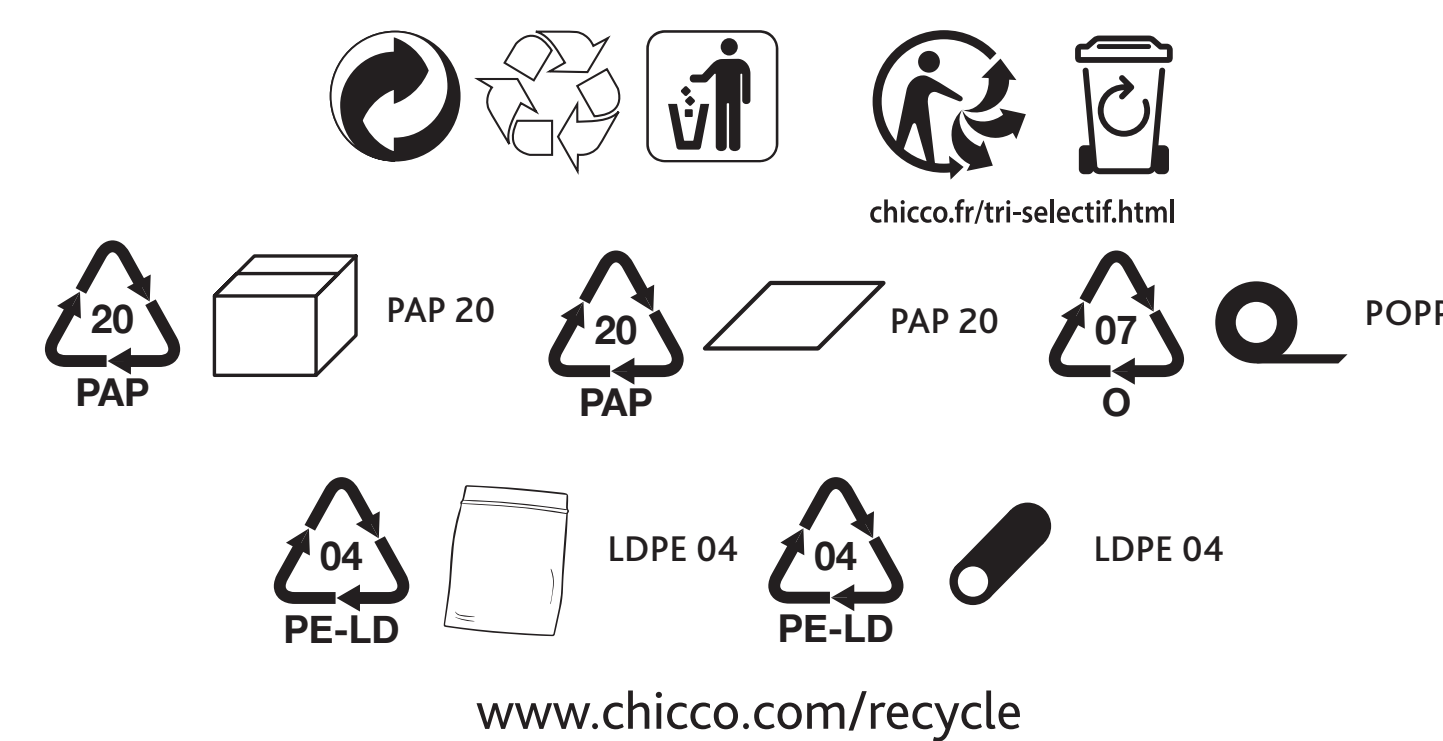 chicco.fr/tri-selectif.html
20
PAP
PAP 20
20
PAP
PAP 20
07
O
04
PE-LD
LDPE 04
04
PE-LD
LDPE 04
www.chicco.com/recycle